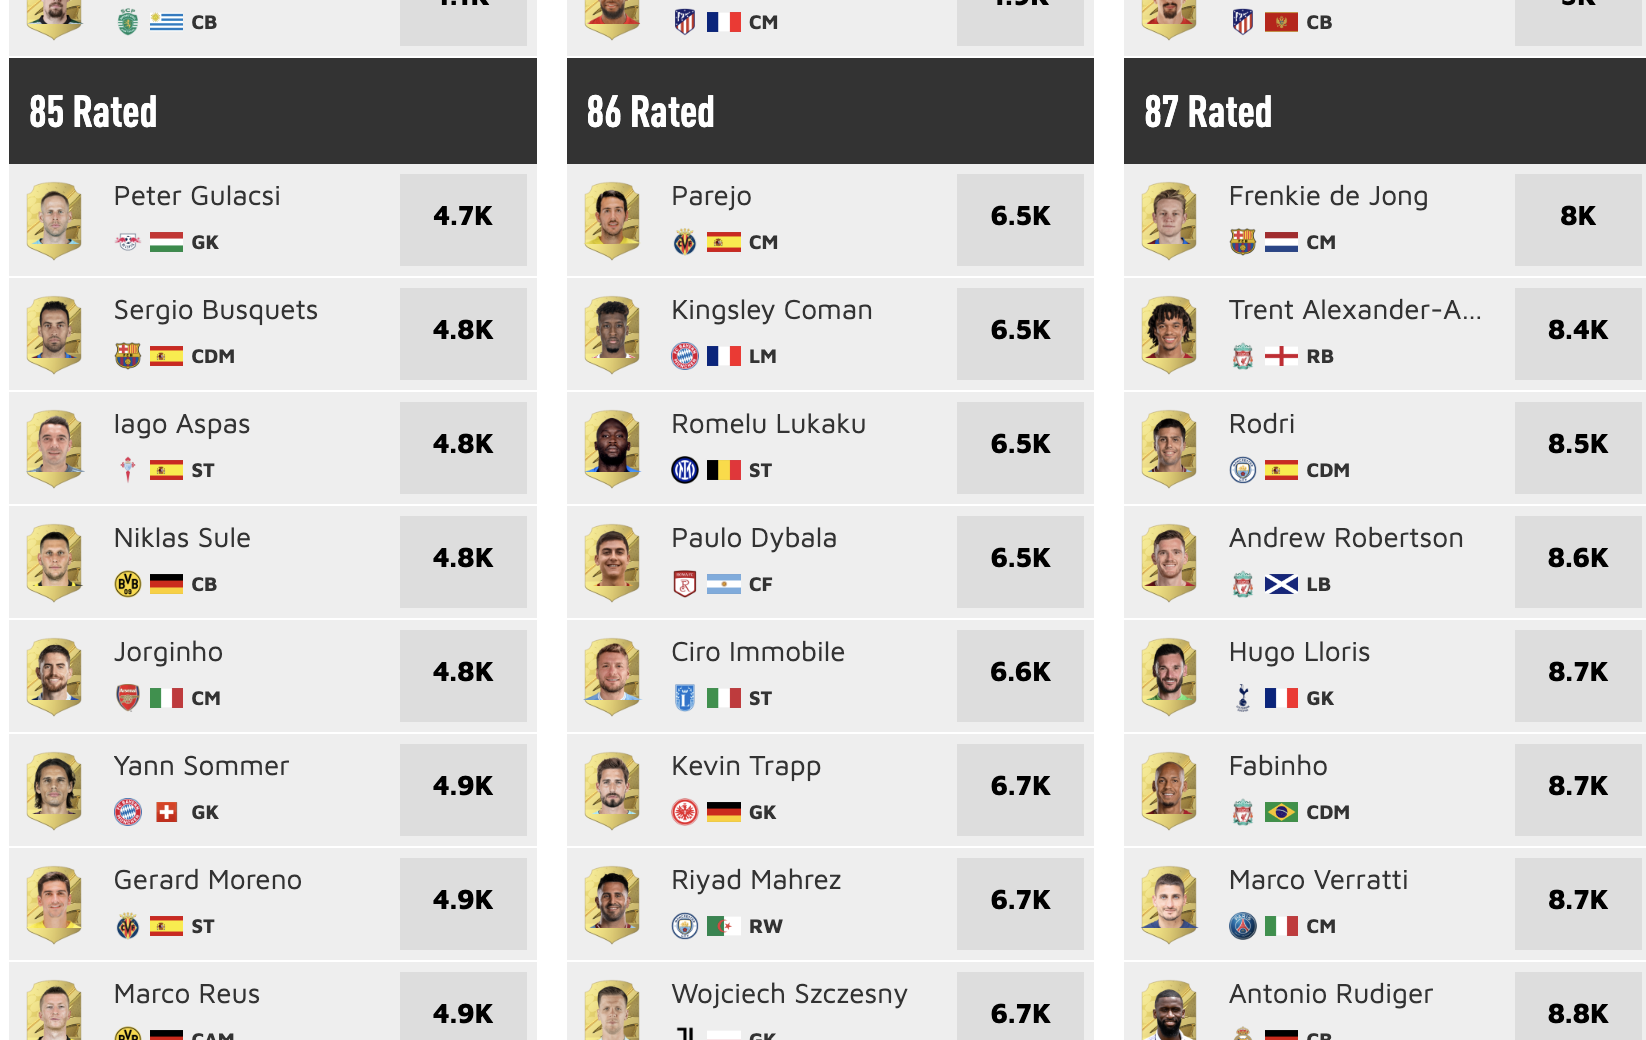 CB
CM
CB
85 Rated
Peter Gulacsi
GK
4.7K
Sergio Busquets
CDM
4.8K
Iago Aspas
ST
4.8K
Niklas Sule
CB
4.8K
Jorginho
CM
4.8K
Yann Sommer
GK
4.9K
Gerard Moreno
ST
4.9K
Marco Reus
CAM
4.9K
86 Rated
Parejo
CM
6.5K
Kingsley Coman
LM
6.5K
Romelu Lukaku
ST
6.5K
Paulo Dybala
CF
6.5K
Ciro Immobile
ST
6.6K
Kevin Trapp
GK
6.7K
Riyad Mahrez
RW
6.7K
Wojciech Szczesny
GK
6.7K
87 Rated
Frenkie de Jong
CM
8K
Trent Alexander-A...
RB
8.4K
Rodri
CDM
8.5K
Andrew Robertson
LB
8.6K
Hugo Lloris
GK
8.7K
Fabinho
CDM
8.7K
Marco Verratti
CM
8.7K
Antonio Rudiger
CB
8.8K